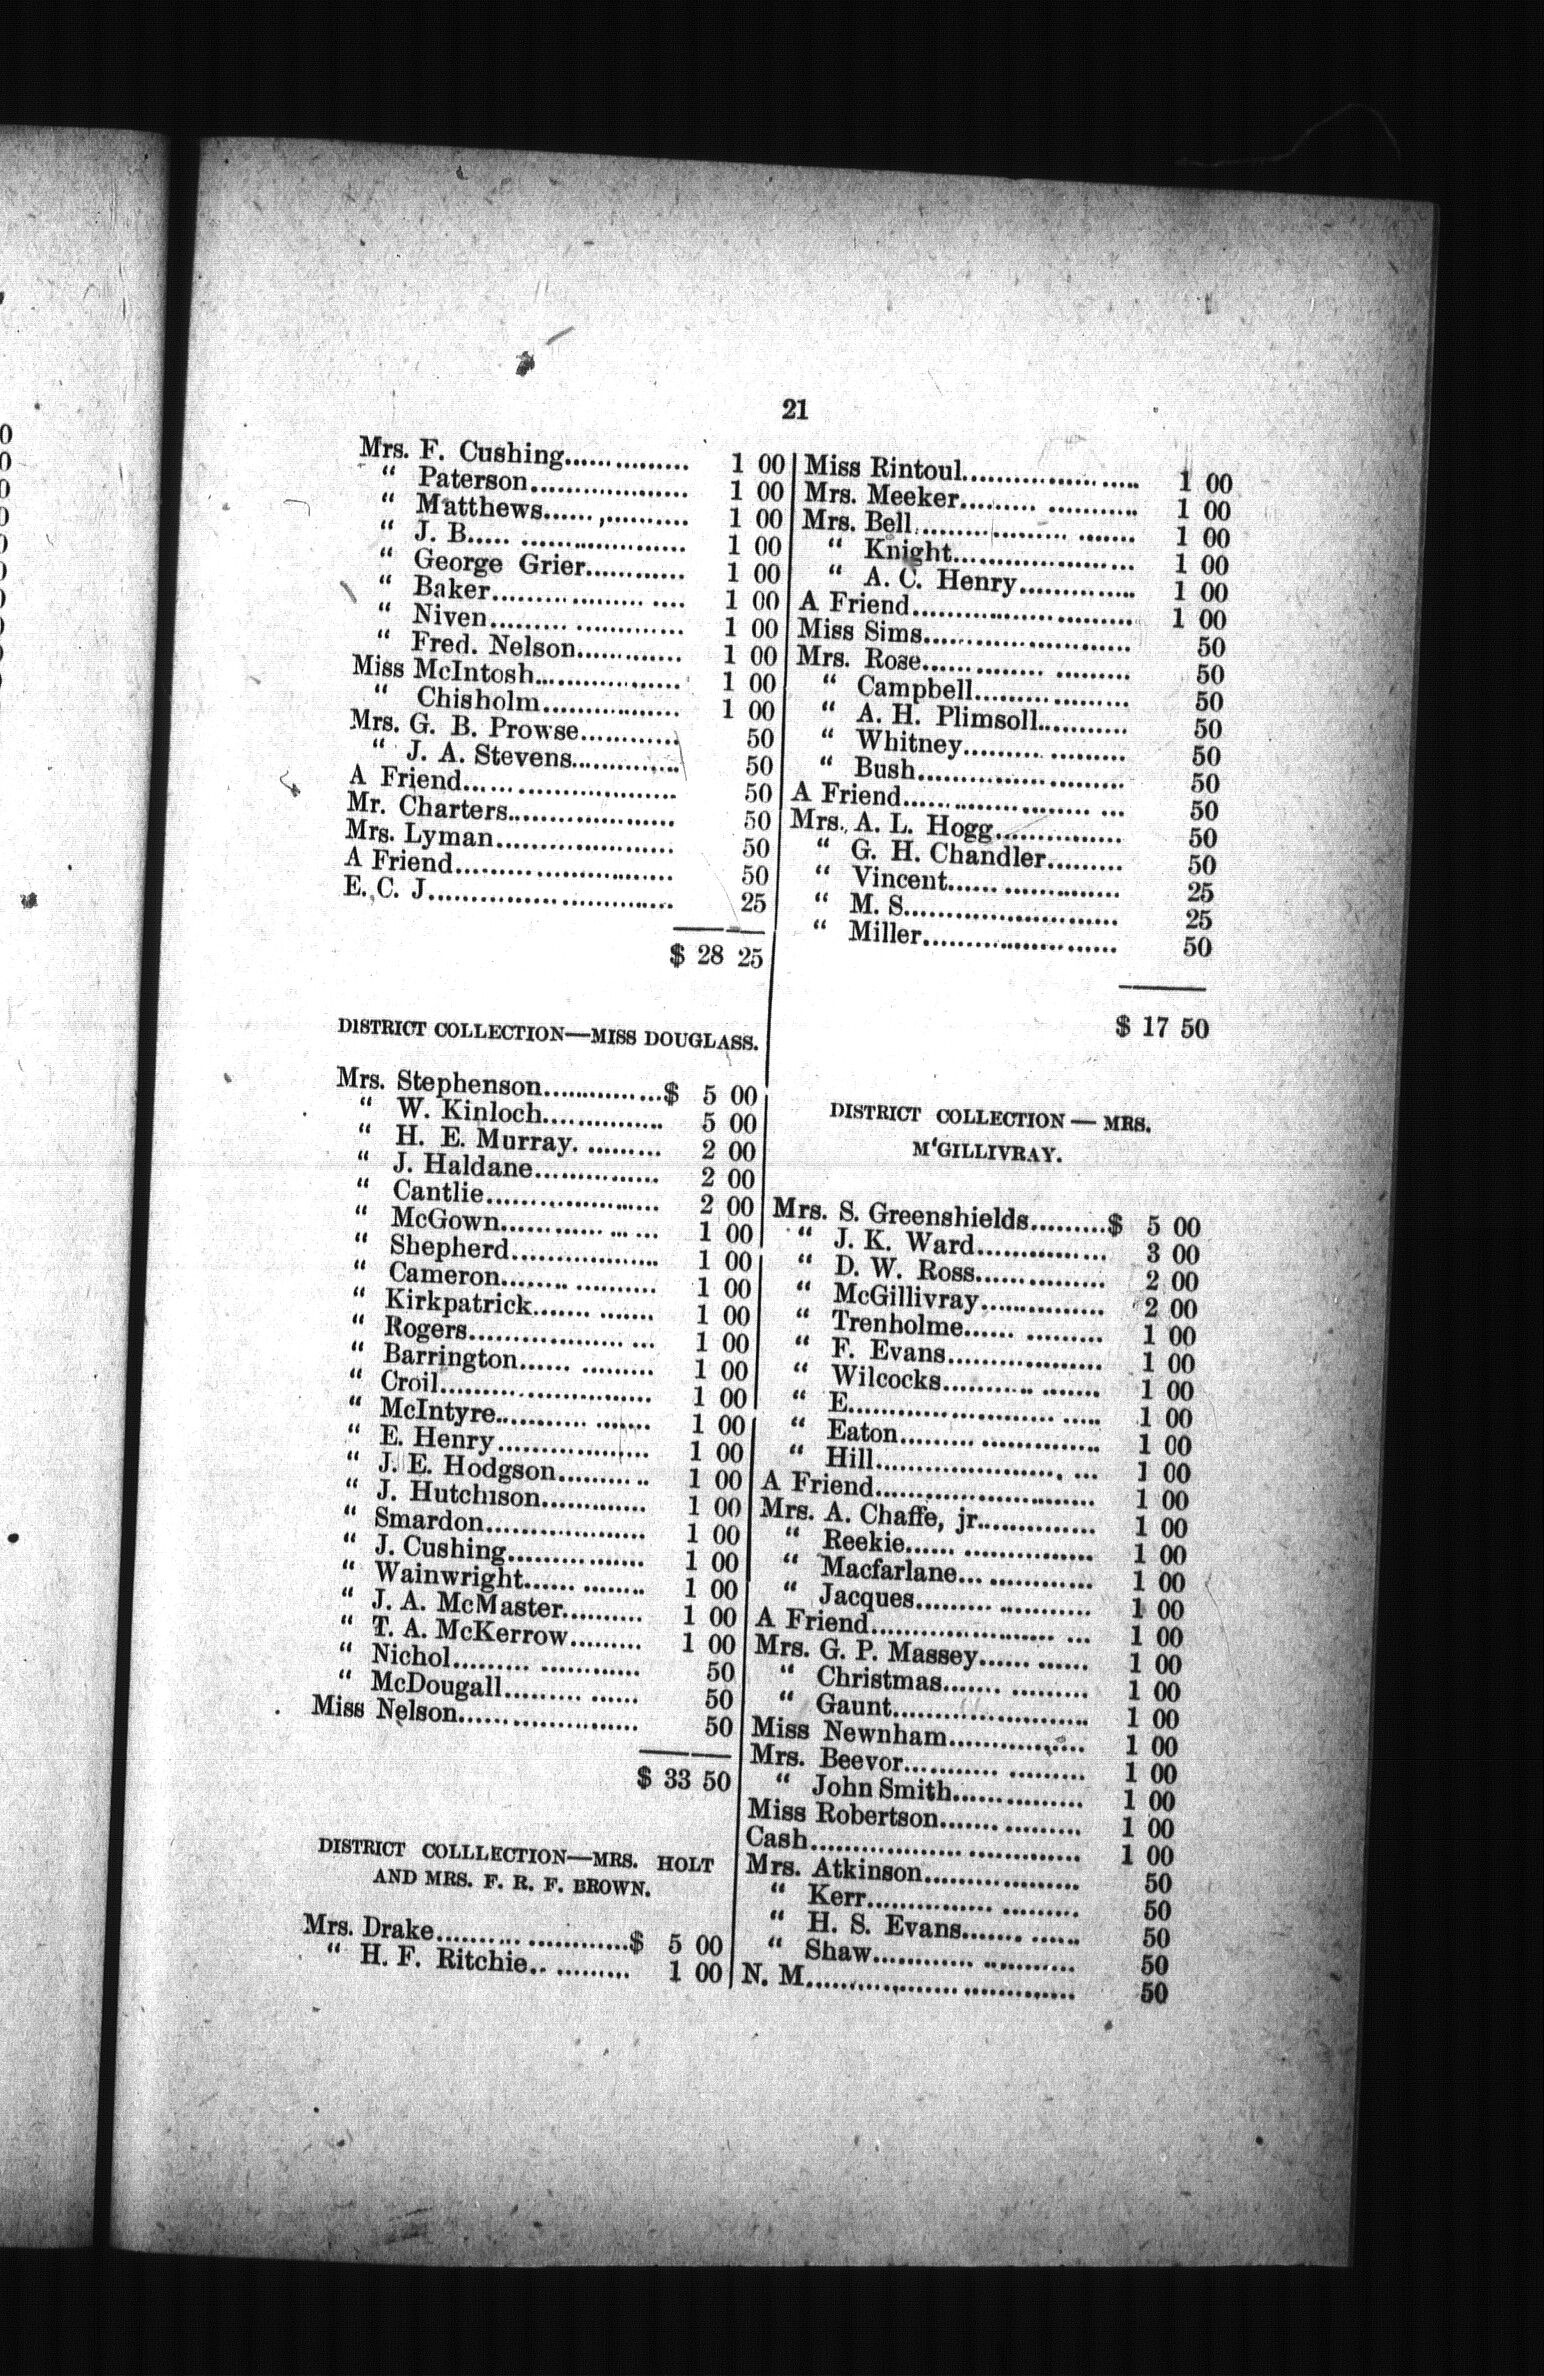 21
Mrs. F. Cushing............... 1 00
“ Paterson.................. 1 00
“ Matthews...... ,.......... 1 00
“ J. B..... ................... 1 00
“ George Grier............ 1 00
“ Baker.................. .... 1 00
“ Niven......... ............. 1 00
“ Fred. Nelson............. 1 00
Miss McIntosh................. 1 00
“ Chisholm................ 1 00
Mrs. G. B. Prowse........... 50
“ J. A. Stevens............. 50
A Friend...... .................. 50
Mr. Charters................... 50
Mrs. Lyman..................... 50
A Friend......... ............... 50
E. C. J............... ............. 25
$ 28 25
DISTRICT COLLECTION—MISS DOUGLASS.
Mrs. Stephenson...............$ 5 00
“ W. Kinloch.............. 5 00
“ H. E. Murray. ......... 2 00
“ J. Haldane............... 2 00
“ Cantlie.................... 2 00
“ McGown............ ... ... 1 00
“ Shepherd.................. 1 00
“ Cameron........ .......... 1 00
“ Kirkpatrick....... ....... 1 00
“ Rogers................... ... 1 00
“ Barrington...... ......... 1 00
“ Croil......... ............... 1 00
“ McIntyre........... ....... 1 00
“ E. Henry.................. 1 00
“ J. E. Hodgson......... .. 1 00
“ J. Hutchison............. 1 00
“ Smardon................... 1 00
“ J. Cushing................ 1 00
“ Wainwright...... ........ 1 00
“ J. A. McMaster.......... 1 00
“ T. A. McKerrow......... 1 00
“ Nichol......... ............ 50
“ McDougall......... ...... 50
Miss Nelson...... ............... 50
$ 33 50
DISTRICT COLLLECTION—MRS. HOLT
AND MRS. F. R. F. BROWN.
Mrs. Drake.......... ............$ 5 00
“ H. F. Ritchie.. ......... 1 00
Miss Rintoul................ ..... 1 00
Mrs. Meeker......... ........... 1 00
Mrs. Bell.................. ....... 1 00
“ Knight..................... 1 00
“ A. C. Henry............. 1 00
A Friend................ ......... 1 00
Miss Sims....................... 50
Mrs. Rose............... ......... 50
“ Campbell......... ......... 50
“ A. H. Plimsoll........... 50
“ Whitney......... ......... 50
“ Bush............... ......... 50
A Friend...... ............... ... 50
Mrs. A. L. Hogg............... 50
“ G. H. Chandler......... 50
“ Vincent...... ............. 25
“ M. S........................ 25
“ Miller...................... 50
$ 17 50
DISTRICT COLLECTION — MRS.
M‘GILLIVRAY.
Mrs. S. Greenshields.........$ 5 00
“ J. K. Ward............... 3 00
“ D. W. Ross............... 2 00
“ McGillivray............... 2 00
“ Trenholme...... ......... 1 00
“ F. Evans.................. 1 00
“ Wilcocks............ ....... 1 00
“ E........................ ..... 1 00
“ Eaton......... .............. 1 00
“ Hill..................... . ... 1 00
A Friend........................... 1 00
Mrs. A. Chaffe, jr.............. 1 00
“ Reekie...... ............... 1 00
“ Macfarlane... ............ 1 00
“ Jacques......... ........... 1 00
A Friend..................... ... 1 00
Mrs. G. P. Massey...... ...... 1 00
“ Christmas....... ......... 1 00
“ Gaunt....................... 1 00
Miss Newnham................ 1 00
Mrs. Beevor........... ......... 1 00
“ John Smith............... 1 00
Miss Robertson....... ......... 1 00
Cash.................. ............. 1 00
Mrs. Atkinson.................. 50
“ Kerr............... ......... 50
“ H. S. Evans....... ...... 50
“ Shaw............ ........... 50
N. M.................. ............. 50